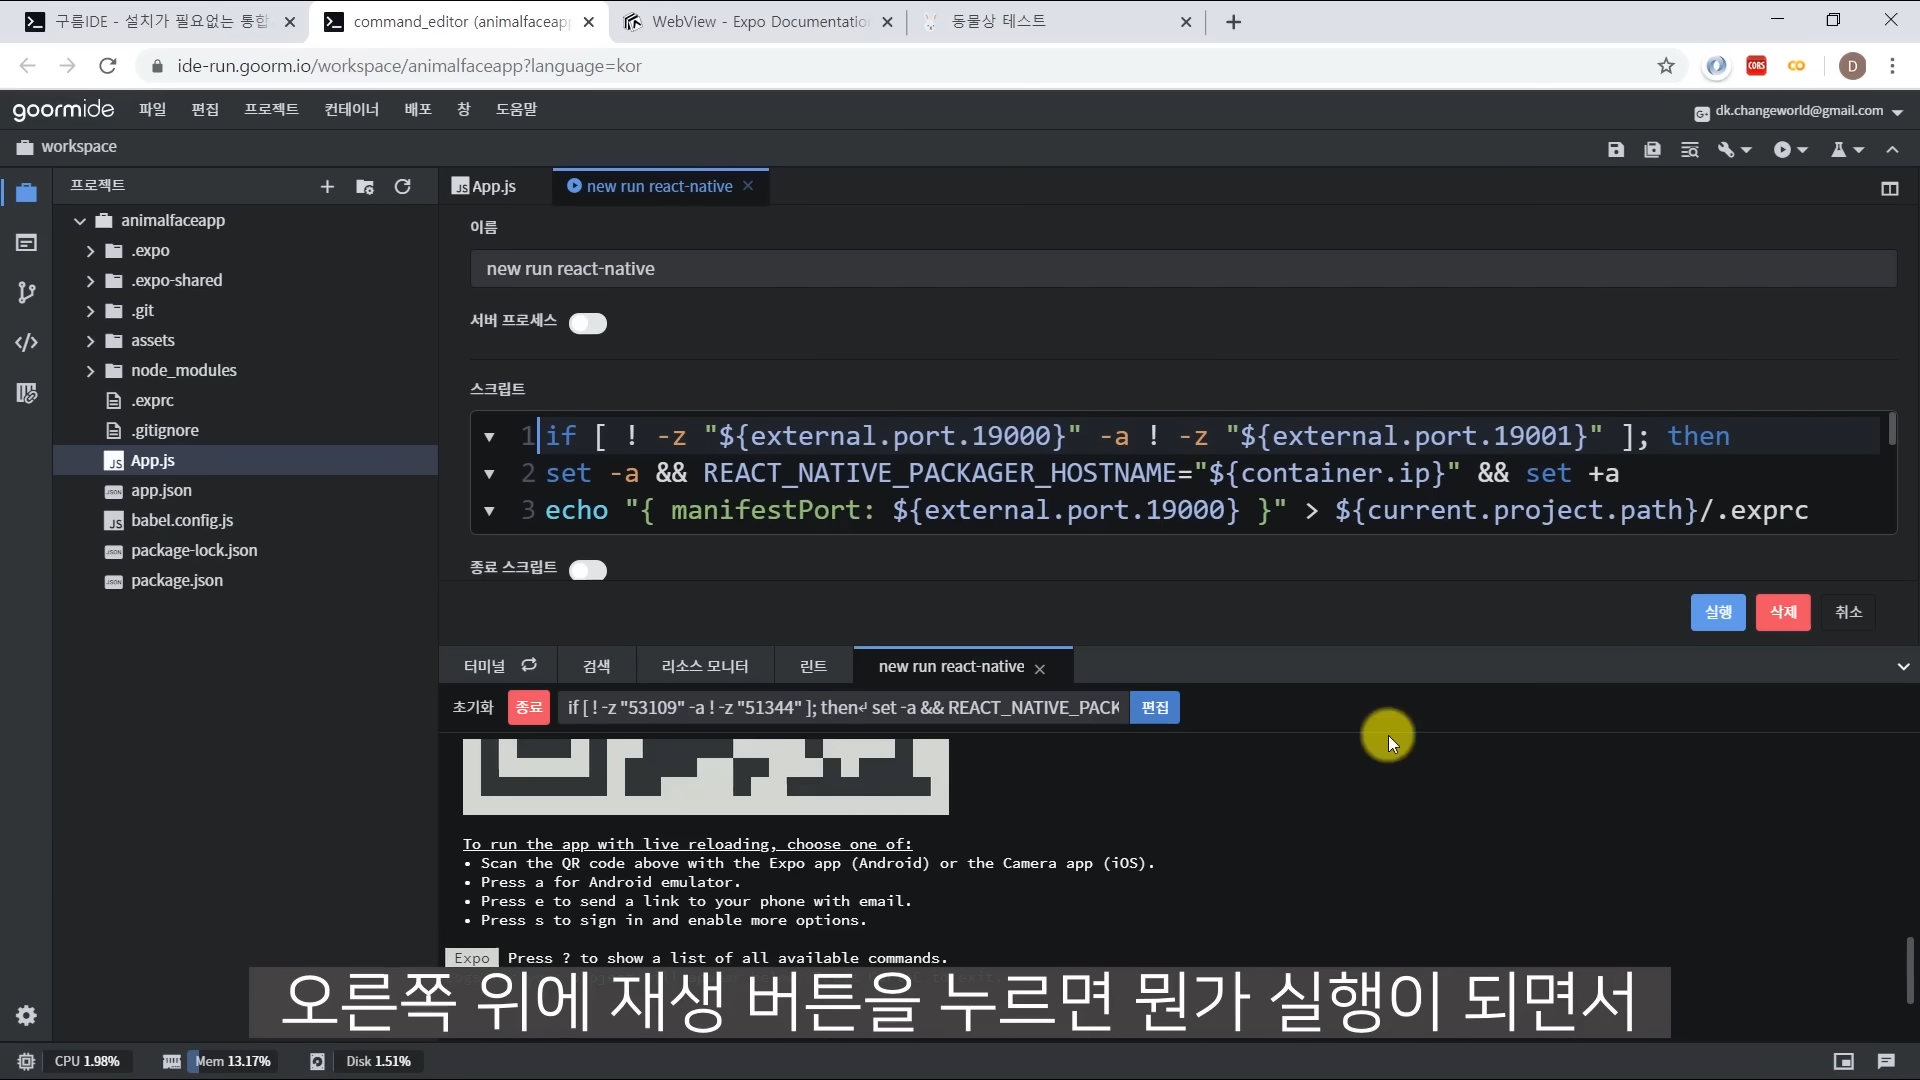 구름IDE - 설치가 필요없는 통합
command_editor (animalfaceap
WebView - Expo Documentatio
동물상 테스트
ide-run.goorm.io/workspace/animalfaceapp?language=kor
CORS
D
goormide 파일 편집 프로젝트 컨테이너 배포 창 도움말
G+ dk.changeworld@gmail.com
workspace
프로젝트
JS App.js
new run react-native
animalfaceapp
.expo
.expo-shared
.git
assets
node_modules
.exprc
.gitignore
JS App.js
JSON app.json
JS babel.config.js
JSON package-lock.json
JSON package.json
이름
new run react-native
서버 프로세스
스크립트
1 if [ ! -z "${external.port.19000}" -a ! -z "${external.port.19001}" ]; then
2 set -a && REACT_NATIVE_PACKAGER_HOSTNAME="${container.ip}" && set +a
3 echo "{ manifestPort: ${external.port.19000} }" > ${current.project.path}/.exprc
종료 스크립트
실행 삭제 취소
터미널 검색 리소스 모니터 린트 new run react-native
초기화 종료 if [ ! -z "53109" -a ! -z "51344" ]; then↵ set -a && REACT_NATIVE_PACK 편집
To run the app with live reloading, choose one of:
• Scan the QR code above with the Expo app (Android) or the Camera app (iOS).
• Press a for Android emulator.
• Press e to send a link to your phone with email.
• Press s to sign in and enable more options.
Expo Press ? to show a list of all available commands.
오른쪽 위에 재생 버튼을 누르면 뭔가 실행이 되면서
CPU 1.98% Mem 13.17% Disk 1.51%